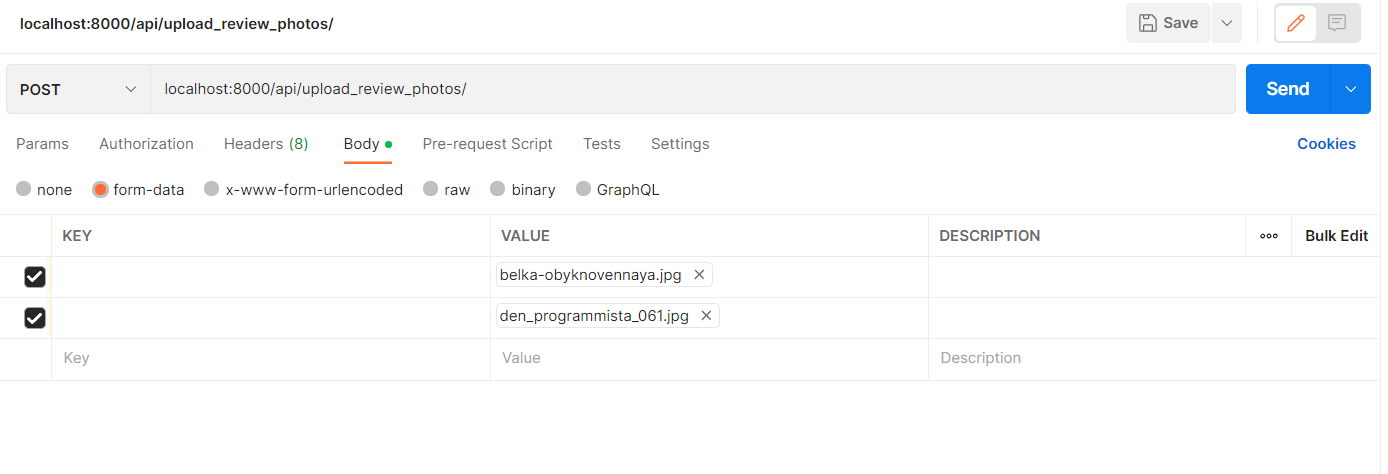 localhost:8000/api/upload_review_photos/ Save
POST localhost:8000/api/upload_review_photos/ Send
Params Authorization Headers (8) Body Pre-request Script Tests Settings Cookies
none form-data x-www-form-urlencoded raw binary GraphQL
KEY VALUE DESCRIPTION Bulk Edit
belka-obyknovennaya.jpg
den_programmista_061.jpg
Key Value Description